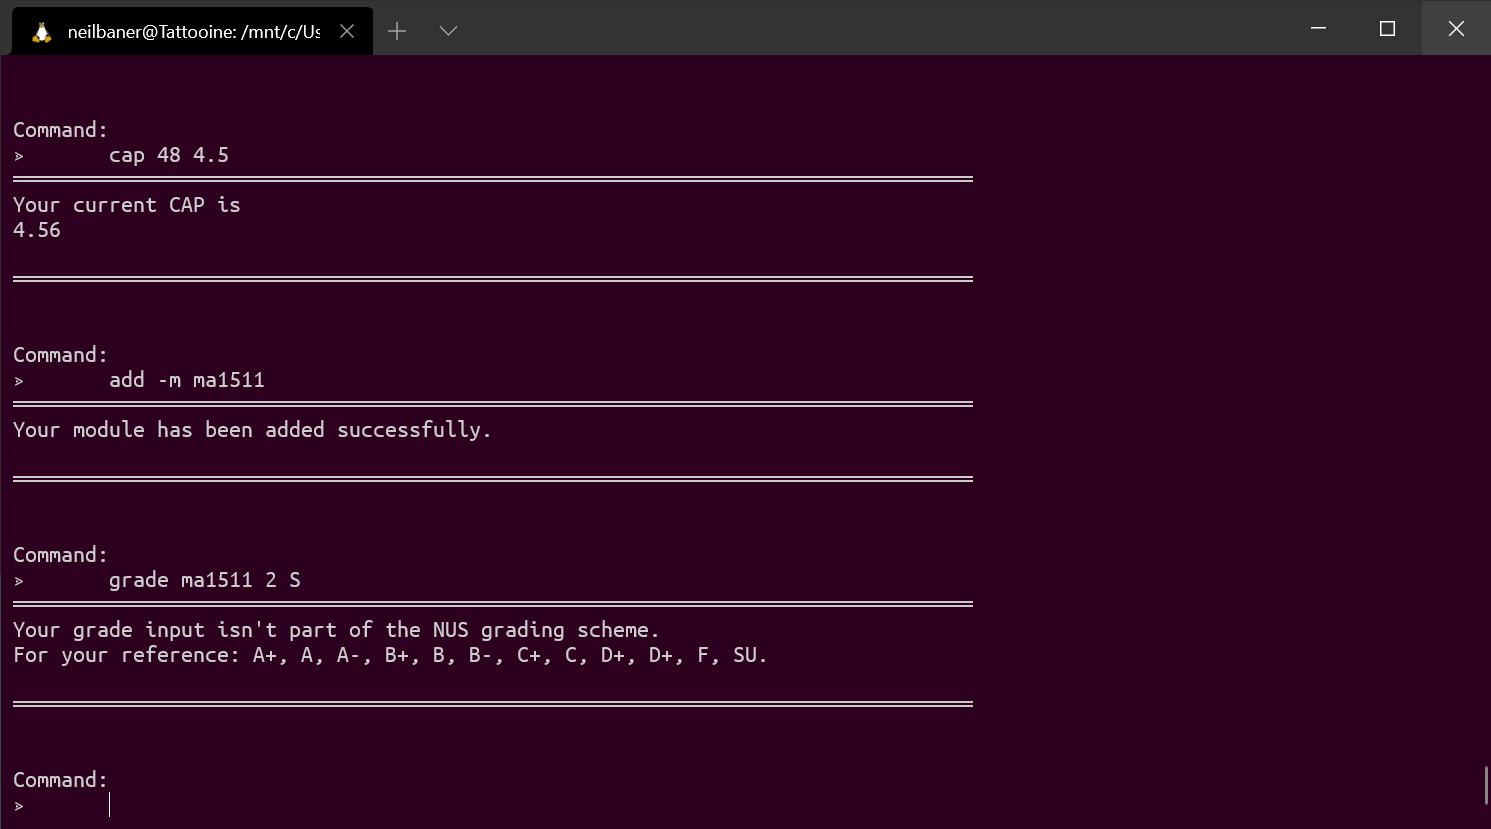 neilbaner@Tattooine: /mnt/c/Us
Command:
> cap 48 4.5
Your current CAP is
4.56
Command:
> add -m ma1511
Your module has been added successfully.
Command:
> grade ma1511 2 S
Your grade input isn't part of the NUS grading scheme.
For your reference: A+, A, A-, B+, B, B-, C+, C, D+, D+, F, SU.
Command:
>